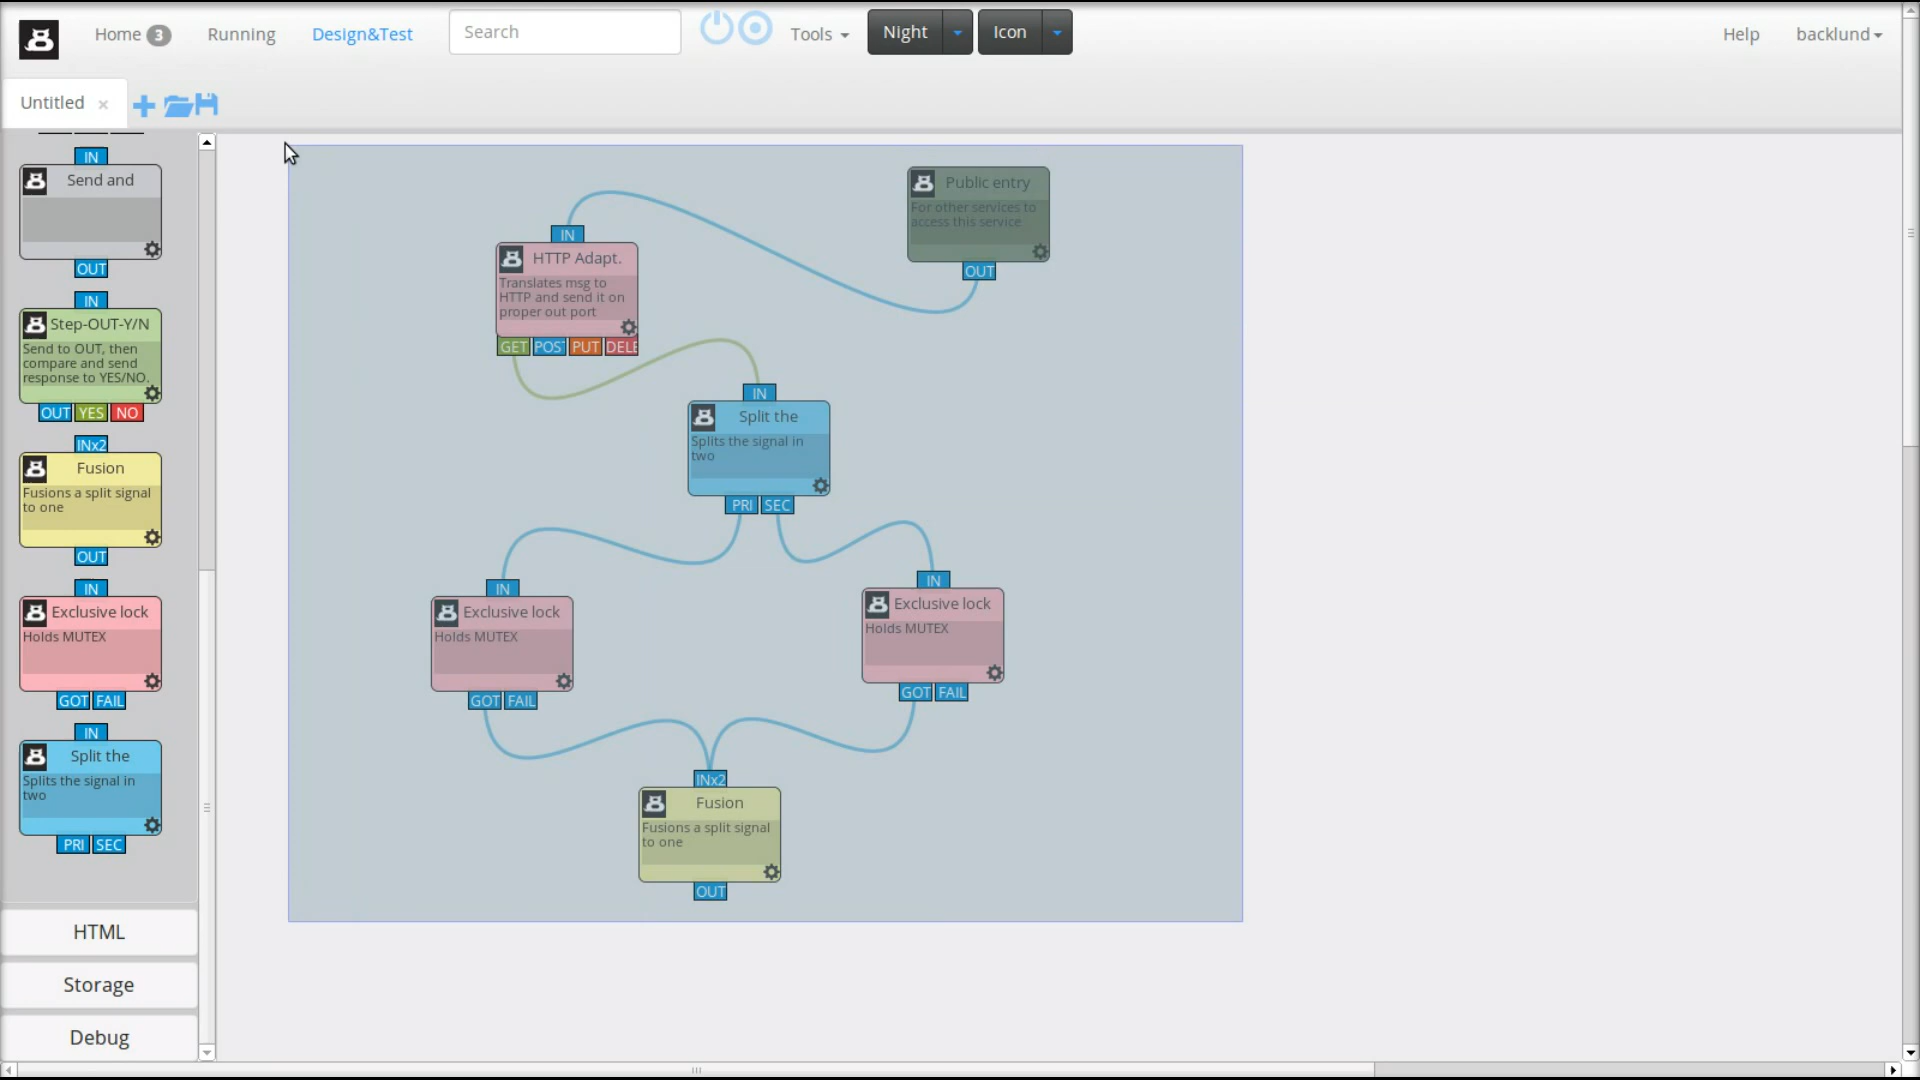 Home 3
Running
Design&Test
Search
Tools
Night
Icon
Help
backlund
Untitled ×
IN
Send and
OUT
IN
Step-OUT-Y/N
Send to OUT, then
compare and send
response to YES/NO.
OUT YES NO
INx2
Fusion
Fusions a split signal
to one
OUT
IN
Exclusive lock
Holds MUTEX
GOT FAIL
IN
Split the
Splits the signal in
two
PRI SEC
HTML
Storage
Debug
Public entry
For other services to
access this service
OUT
IN
HTTP Adapt.
Translates msg to
HTTP and send it on
proper out port
GET POST PUT DELE
IN
Split the
Splits the signal in
two
PRI SEC
IN
Exclusive lock
Holds MUTEX
GOT FAIL
IN
Exclusive lock
Holds MUTEX
GOT FAIL
INx2
Fusion
Fusions a split signal
to one
OUT